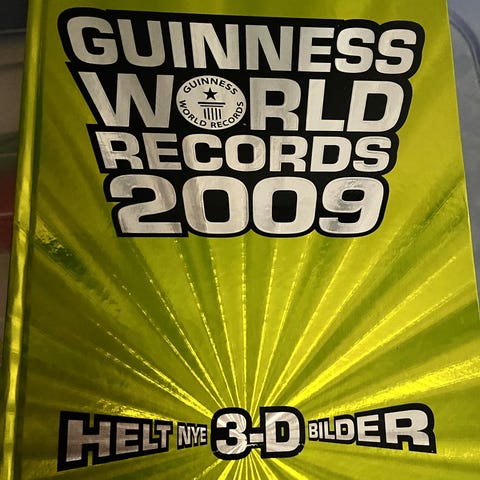 GUINNESS
WORLD
GUINNESS
WORLD RECORDS
RECORDS
2009
HELT NYE 3-D BILDER